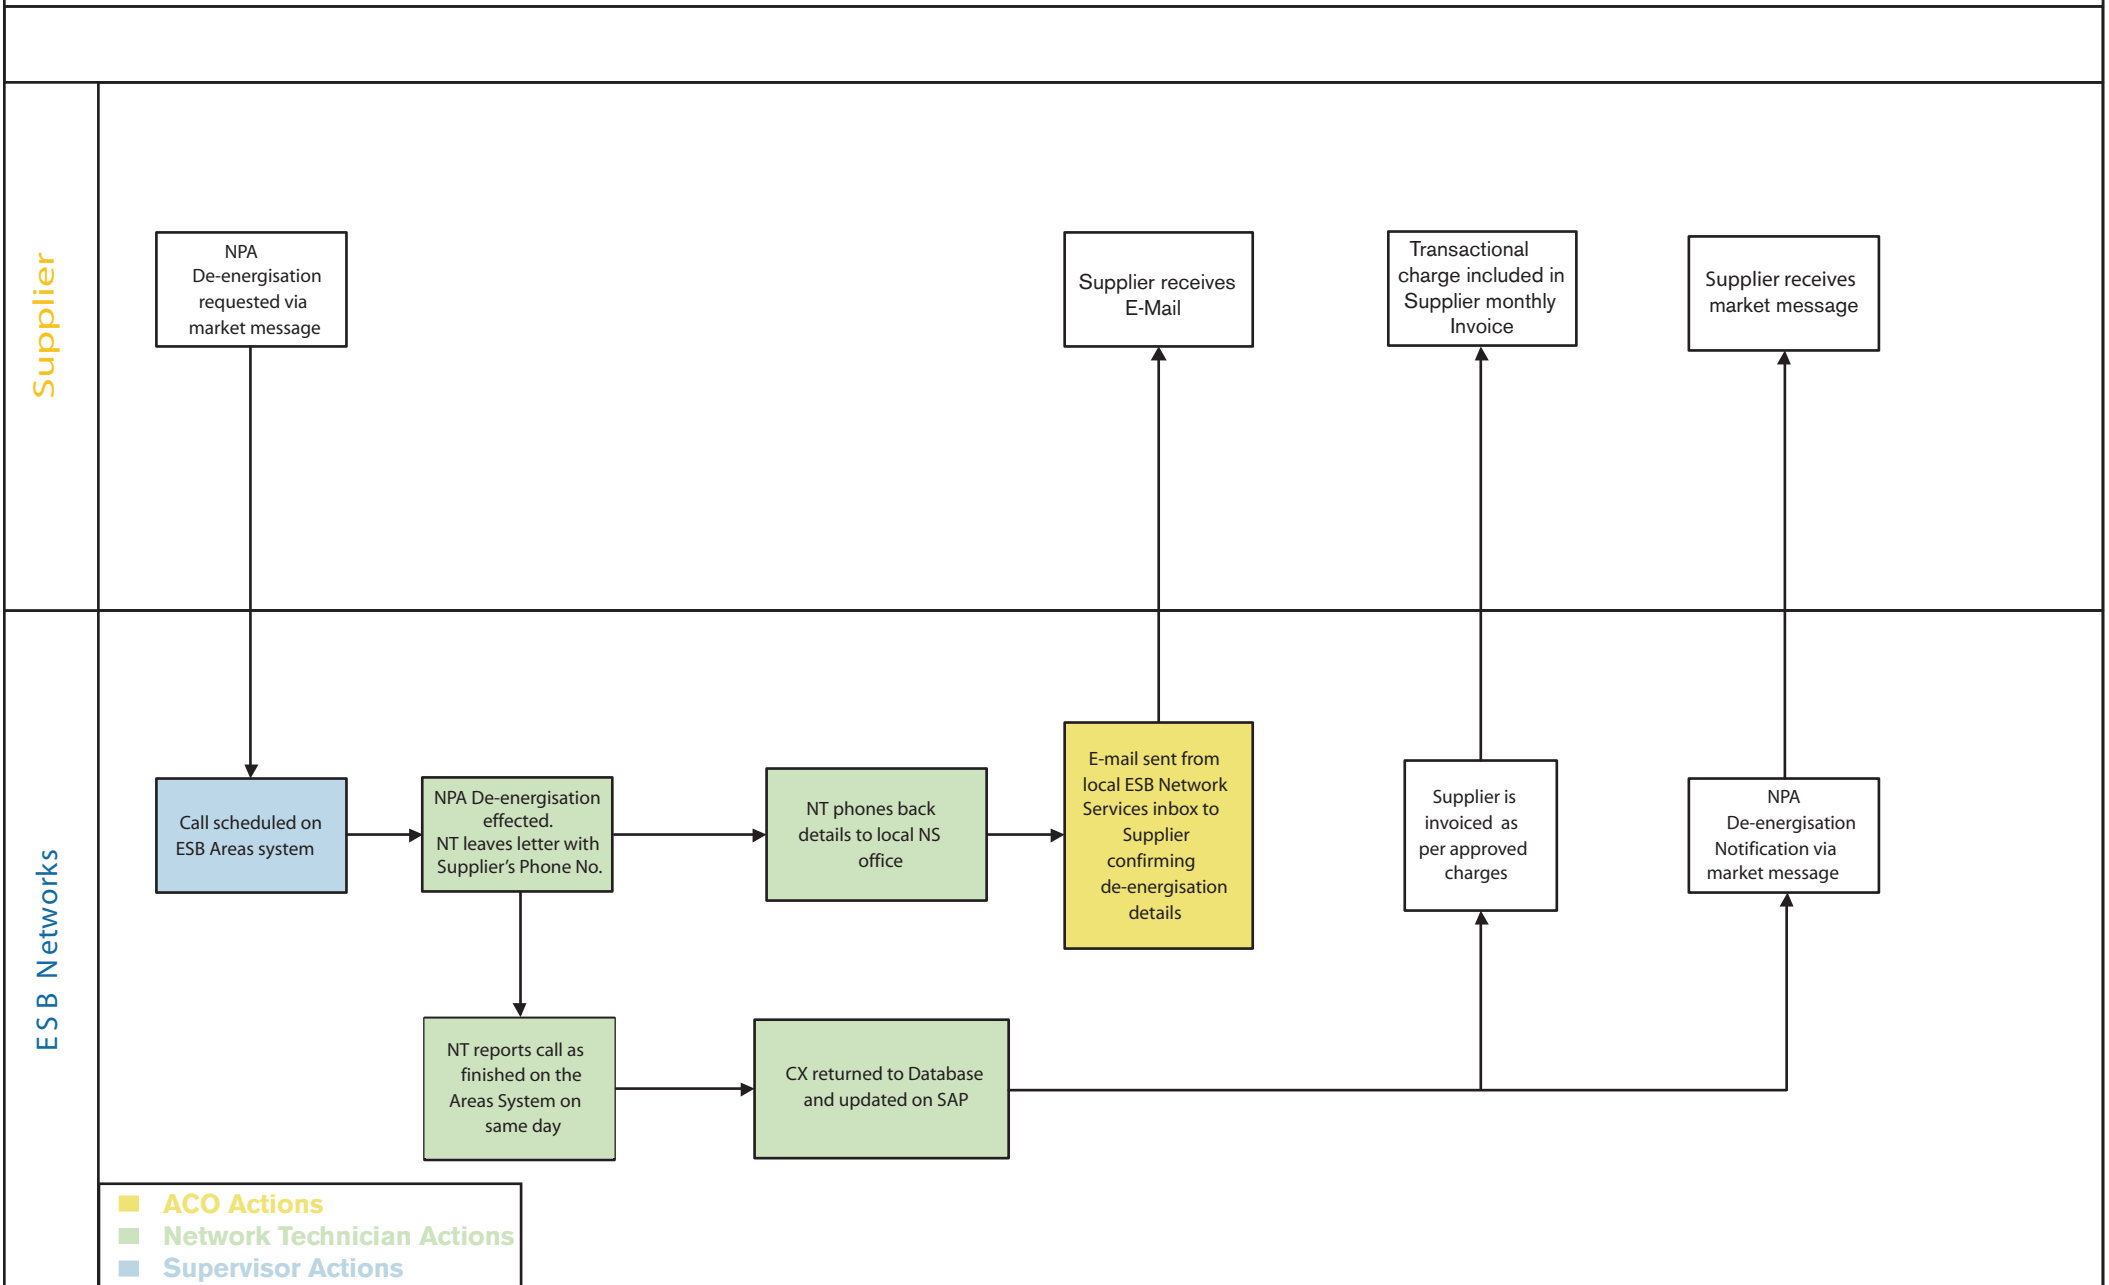 Supplier
NPA
De-energisation
requested via
market message
Supplier receives
E-Mail
Transactional
charge included in
Supplier monthly
Invoice
Supplier receives
market message
ESB Networks
Call scheduled on
ESB Areas system
NPA De-energisation
effected.
NT leaves letter with
Supplier's Phone No.
NT phones back
details to local NS
office
E-mail sent from
local ESB Network
Services inbox to
Supplier
confirming
de-energisation
details
Supplier is
invoiced as
per approved
charges
NPA
De-energisation
Notification via
market message
NT reports call as
finished on the
Areas System on
same day
CX returned to Database
and updated on SAP
ACO Actions
Network Technician Actions
Supervisor Actions